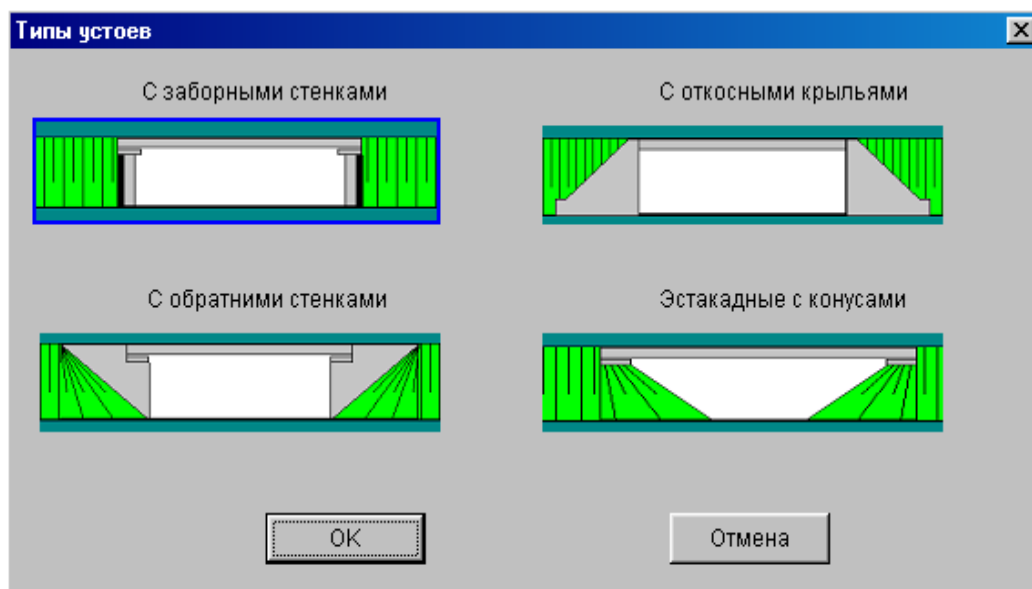 Типы устоев
С заборными стенками
С откосными крыльями
С обратними стенками
Эстакадные с конусами
OK
Отмена